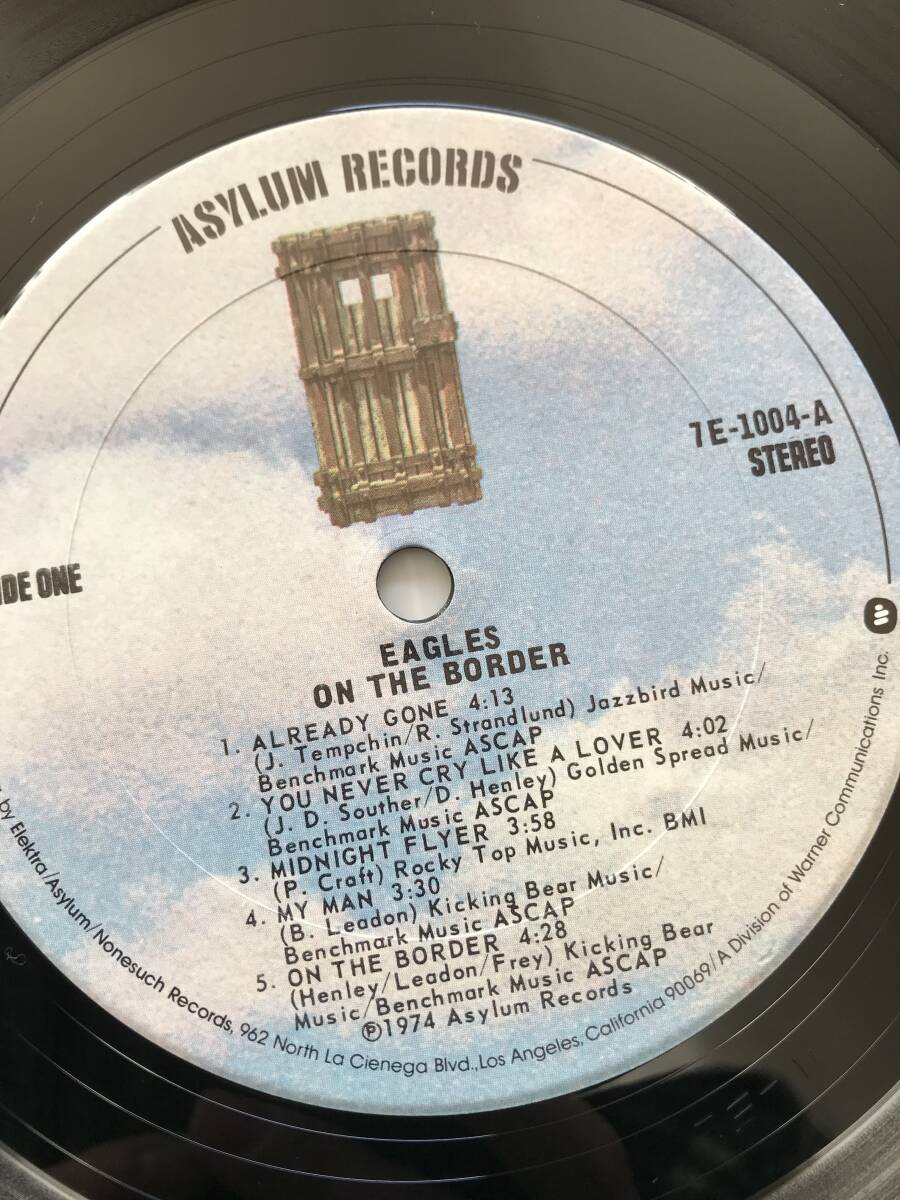 ASYLUM RECORDS
7E-1004-A
STEREO
IDE ONE
EAGLES
ON THE BORDER
1. ALREADY GONE 4:13
(J. Tempchin/R. Strandlund) Jazzbird Music/
Benchmark Music ASCAP
2. YOU NEVER CRY LIKE A LOVER 4:02
(J. D. Souther/D. Henley) Golden Spread Music/
Benchmark Music ASCAP
3. MIDNIGHT FLYER 3:58
(P. Craft) Rocky Top Music, Inc. BMI
4. MY MAN 3:30
(B. Leadon) Kicking Bear Music/
Benchmark Music ASCAP
5. ON THE BORDER 4:28
(Henley/Leadon/Frey) Kicking Bear
Music/Benchmark Music ASCAP
℗1974 Asylum Records
by Elektra/Asylum/Nonesuch Records, 962 North La Cienega Blvd., Los Angeles, California 90069/A Division of Warner Communications Inc.